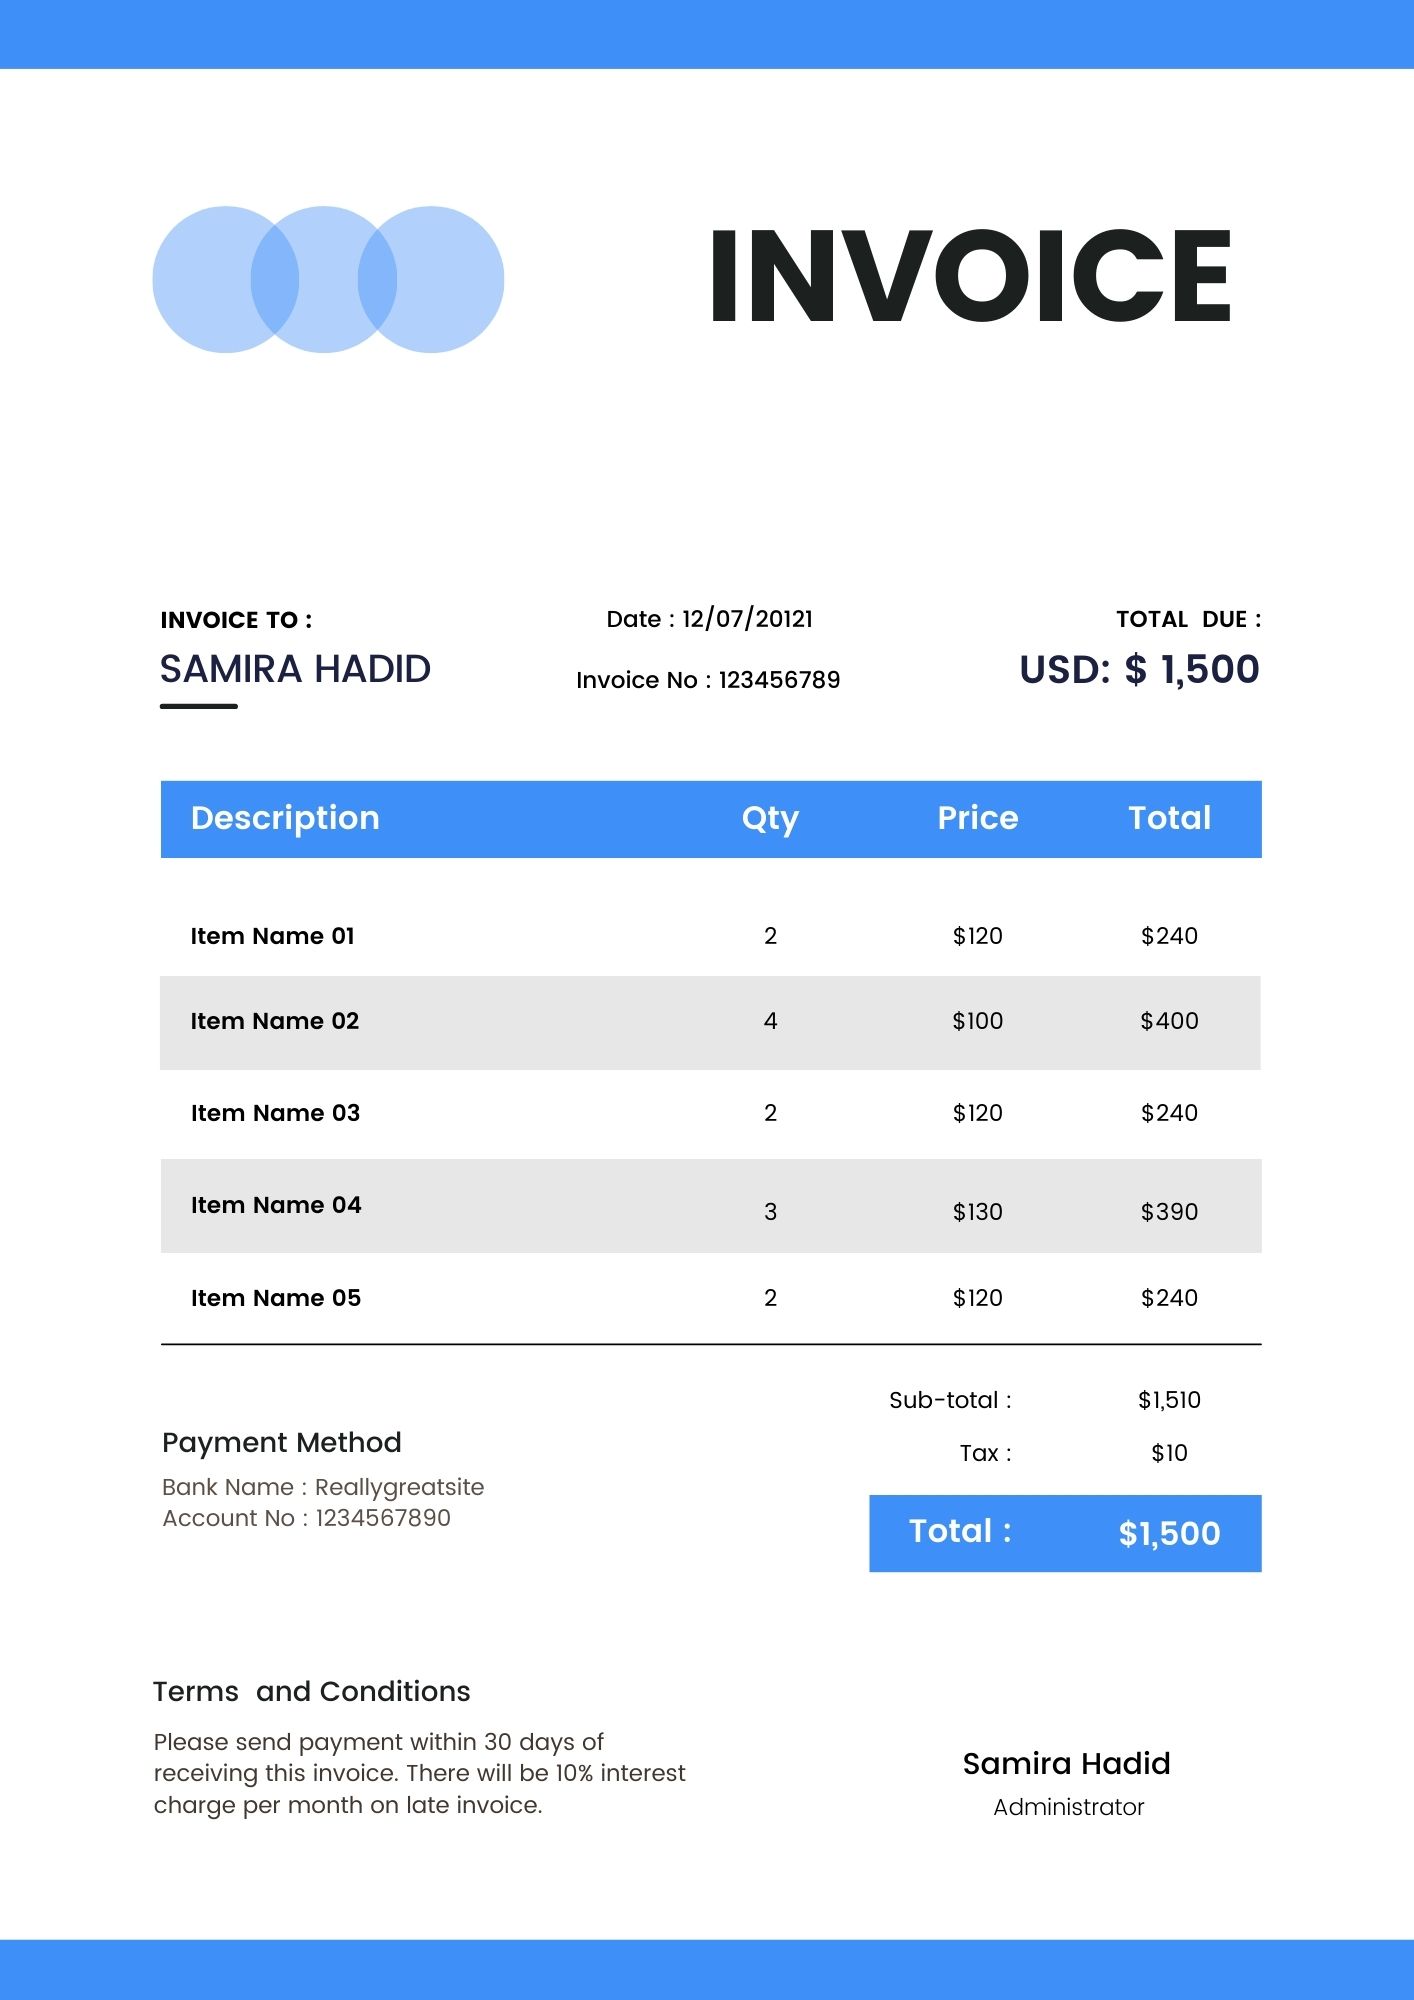 INVOICE
INVOICE TO :
SAMIRA HADID
Date : 12/07/20121
Invoice No : 123456789
TOTAL  DUE :
USD: $ 1,500
Description Qty Price Total
Item Name 01 2 $120 $240
Item Name 02 4 $100 $400
Item Name 03 2 $120 $240
Item Name 04 3 $130 $390
Item Name 05 2 $120 $240
Sub-total : $1,510
Tax : $10
Total : $1,500
Payment Method
Bank Name : Reallygreatsite
Account No : 1234567890
Terms  and Conditions
Please send payment within 30 days of
receiving this invoice. There will be 10% interest
charge per month on late invoice.
Samira Hadid
Administrator